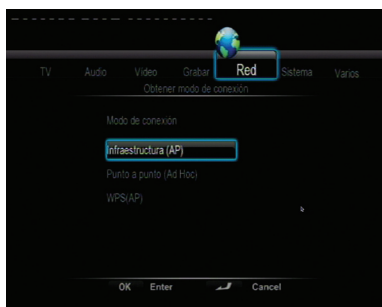 TV Audio Vídeo Grabar Red Sistema Varios
Obtener modo de conexión
Modo de conexión
Infraestructura (AP)
Punto a punto (Ad Hoc)
WPS(AP)
OK Enter Cancel